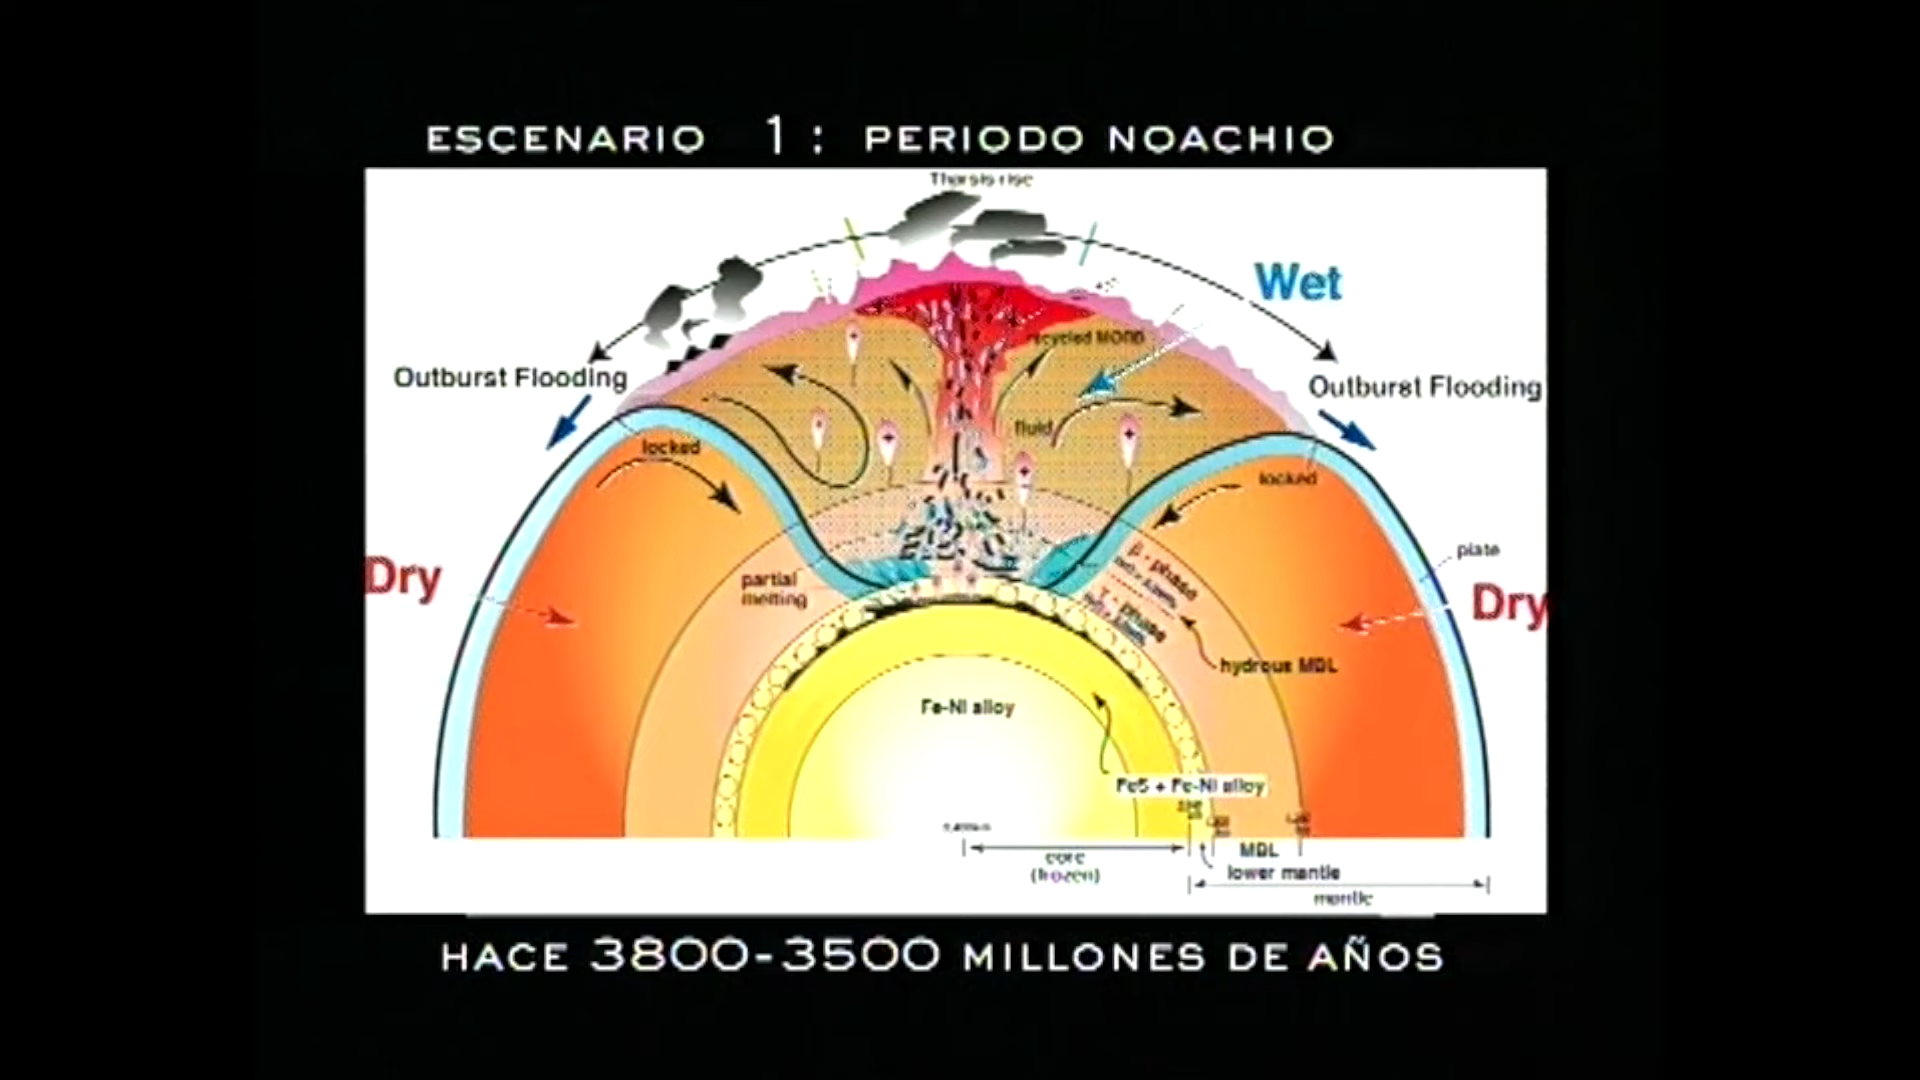 ESCENARIO 1: PERIODO NOACHIO
Tharsis rise
Wet
recycled MORB
Outburst Flooding
Outburst Flooding
fluid
locked
locked
plate
Dry
Dry
partial
melting
β - phase
γ - phase
hydrous MBL
Fe-Ni alloy
FeS + Fe-Ni alloy
core
(frozen)
MBL
lower mantle
mantle
HACE 3800-3500 MILLONES DE AÑOS